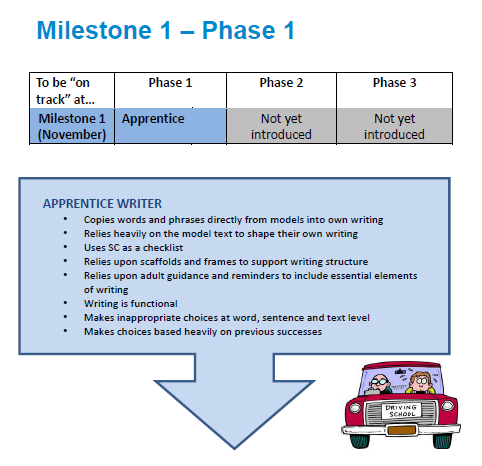 Milestone 1 – Phase 1
To be “on track” at…
Phase 1
Phase 2
Phase 3
Milestone 1 (November)
Apprentice
Not yet introduced
Not yet introduced
APPRENTICE WRITER
• Copies words and phrases directly from models into own writing
• Relies heavily on the model text to shape their own writing
• Uses SC as a checklist
• Relies upon scaffolds and frames to support writing structure
• Relies upon adult guidance and reminders to include essential elements
of writing
• Writing is functional
• Makes inappropriate choices at word, sentence and text level
• Makes choices based heavily on previous successes
DRIVING
SCHOOL